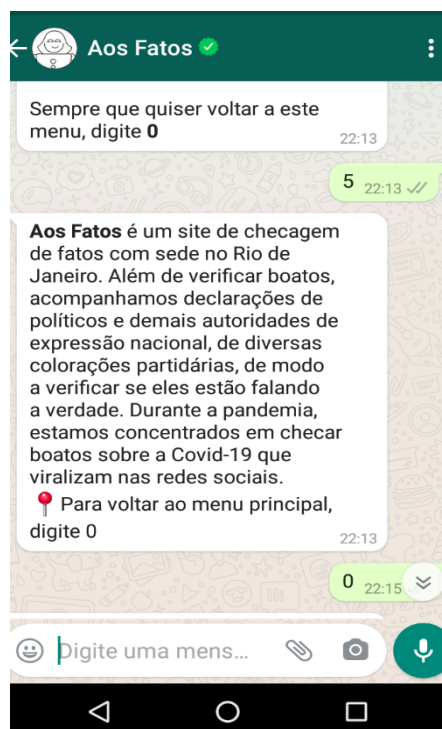 Aos Fatos
Sempre que quiser voltar a este
menu, digite 0
22:13
5 22:13
Aos Fatos é um site de checagem
de fatos com sede no Rio de
Janeiro. Além de verificar boatos,
acompanhamos declarações de
políticos e demais autoridades de
expressão nacional, de diversas
colorações partidárias, de modo
a verificar se eles estão falando
a verdade. Durante a pandemia,
estamos concentrados em checar
boatos sobre a Covid-19 que
viralizam nas redes sociais.
📍 Para voltar ao menu principal,
digite 0
22:13
0 22:15
Digite uma mens...